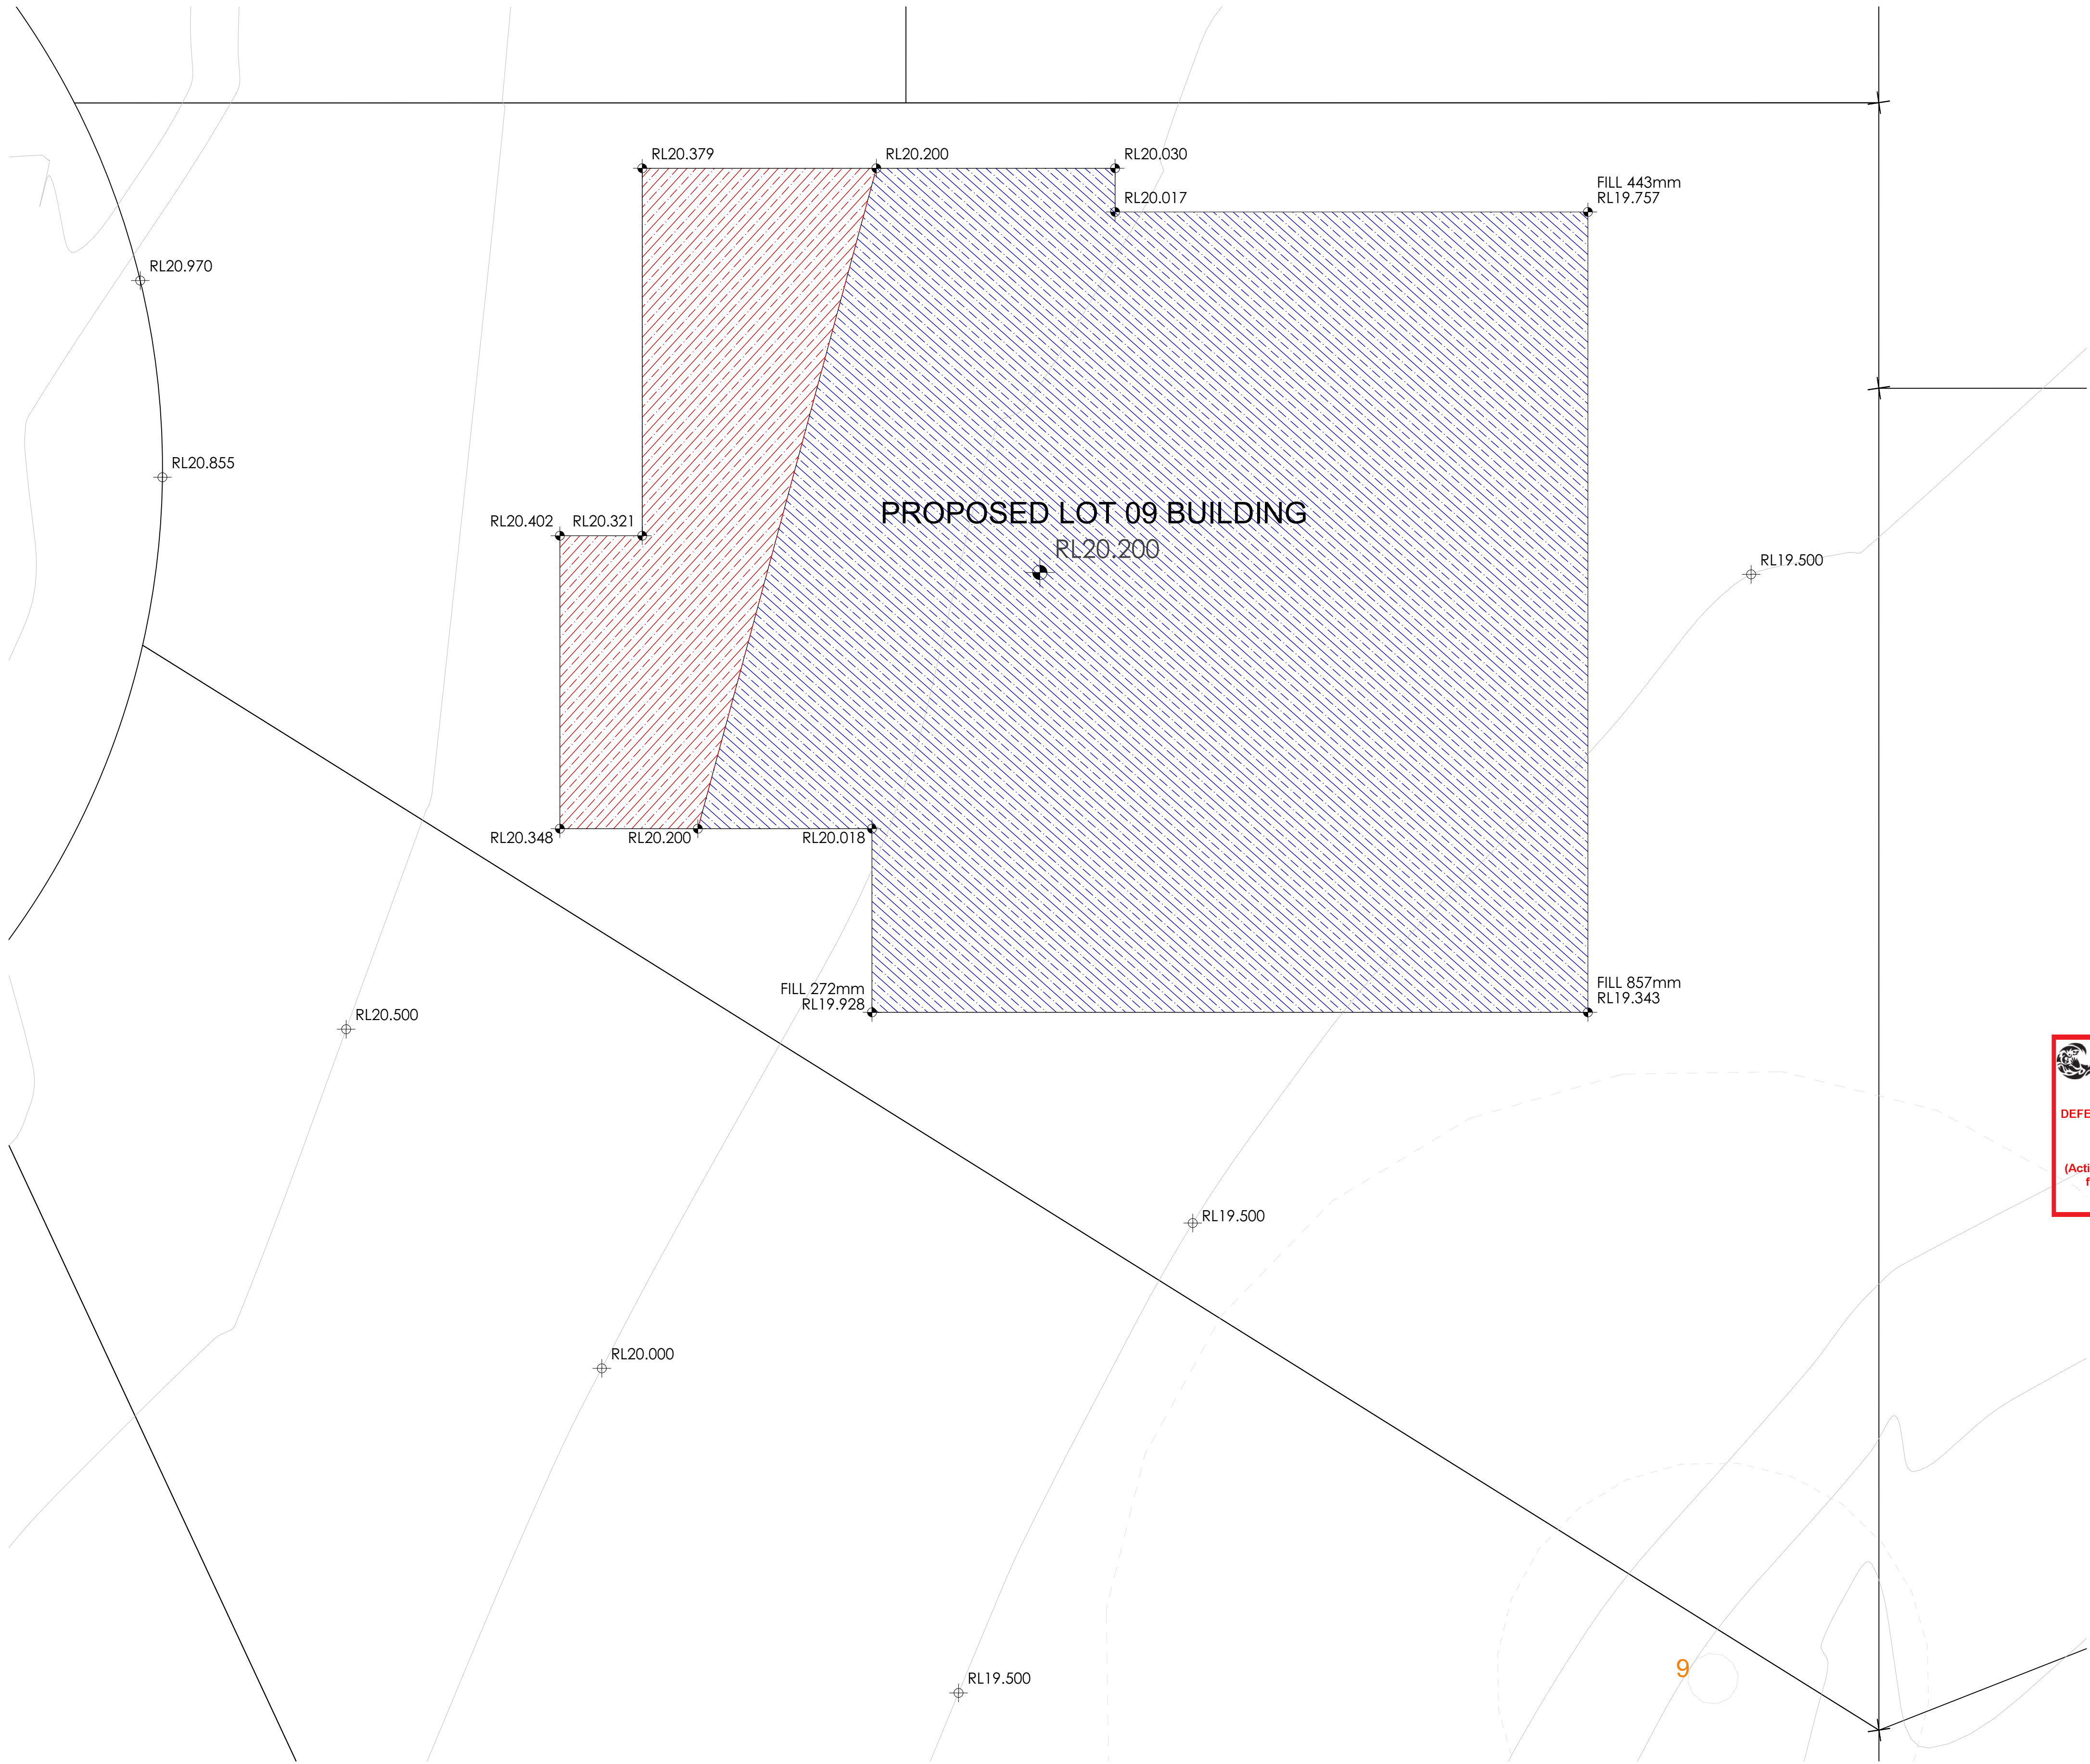 RL20.379
RL20.200
RL20.030
RL20.017
FILL 443mm
RL19.757
RL20.970
RL20.855
RL20.402
RL20.321
PROPOSED LOT 09 BUILDING
RL20.200
RL19.500
RL20.348
RL20.200
RL20.018
FILL 272mm
RL19.928
FILL 857mm
RL19.343
RL20.500
DEFE
(Acti
f
RL19.500
RL20.000
9
RL19.500